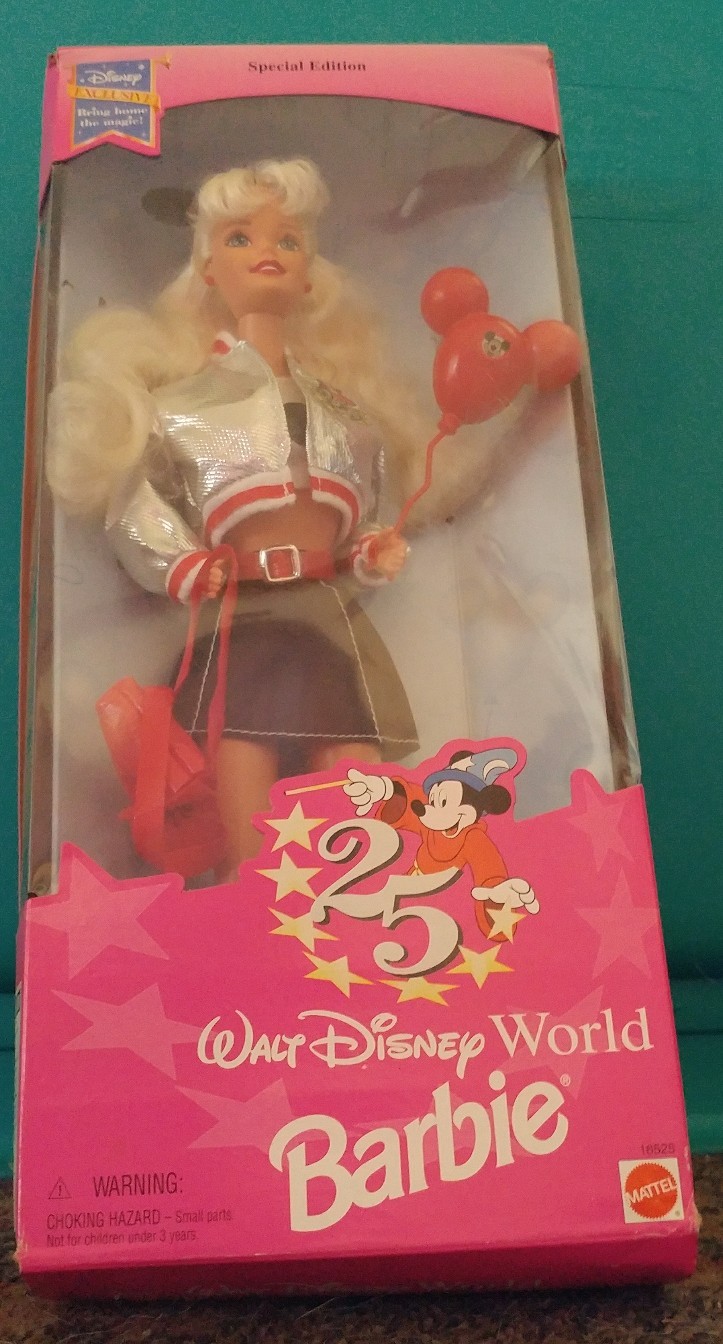 Special Edition
Disney
EXCLUSIVE
Bring home
the magic!
25
Walt Disney World
Barbie®
16525
MATTEL
®
WARNING:
CHOKING HAZARD – Small parts.
Not for children under 3 years.